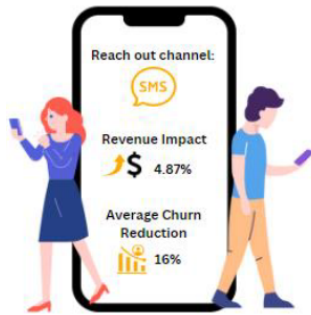 Reach out channel:
SMS
Revenue Impact
$ 4.87%
Average Churn
Reduction
16%